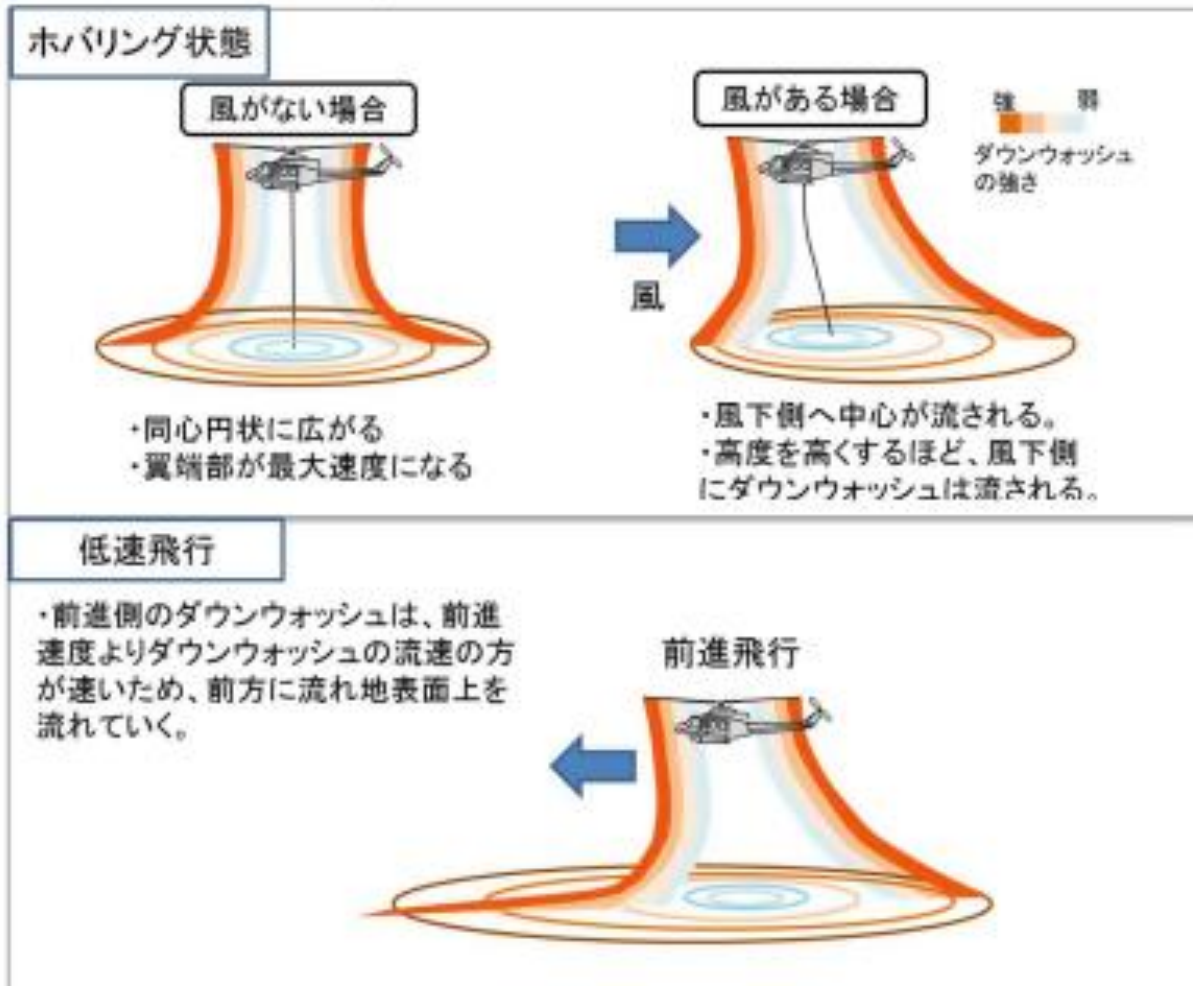 ホバリング状態
風がない場合
風がある場合
強 弱
ダウンウォッシュ
の強さ
風
・同心円状に広がる
・翼端部が最大速度になる
・風下側へ中心が流される。
・高度を高くするほど、風下側
にダウンウォッシュは流される。
低速飛行
・前進側のダウンウォッシュは、前進
速度よりダウンウォッシュの流速の方
が速いため、前方に流れ地表面上を
流れていく。
前進飛行